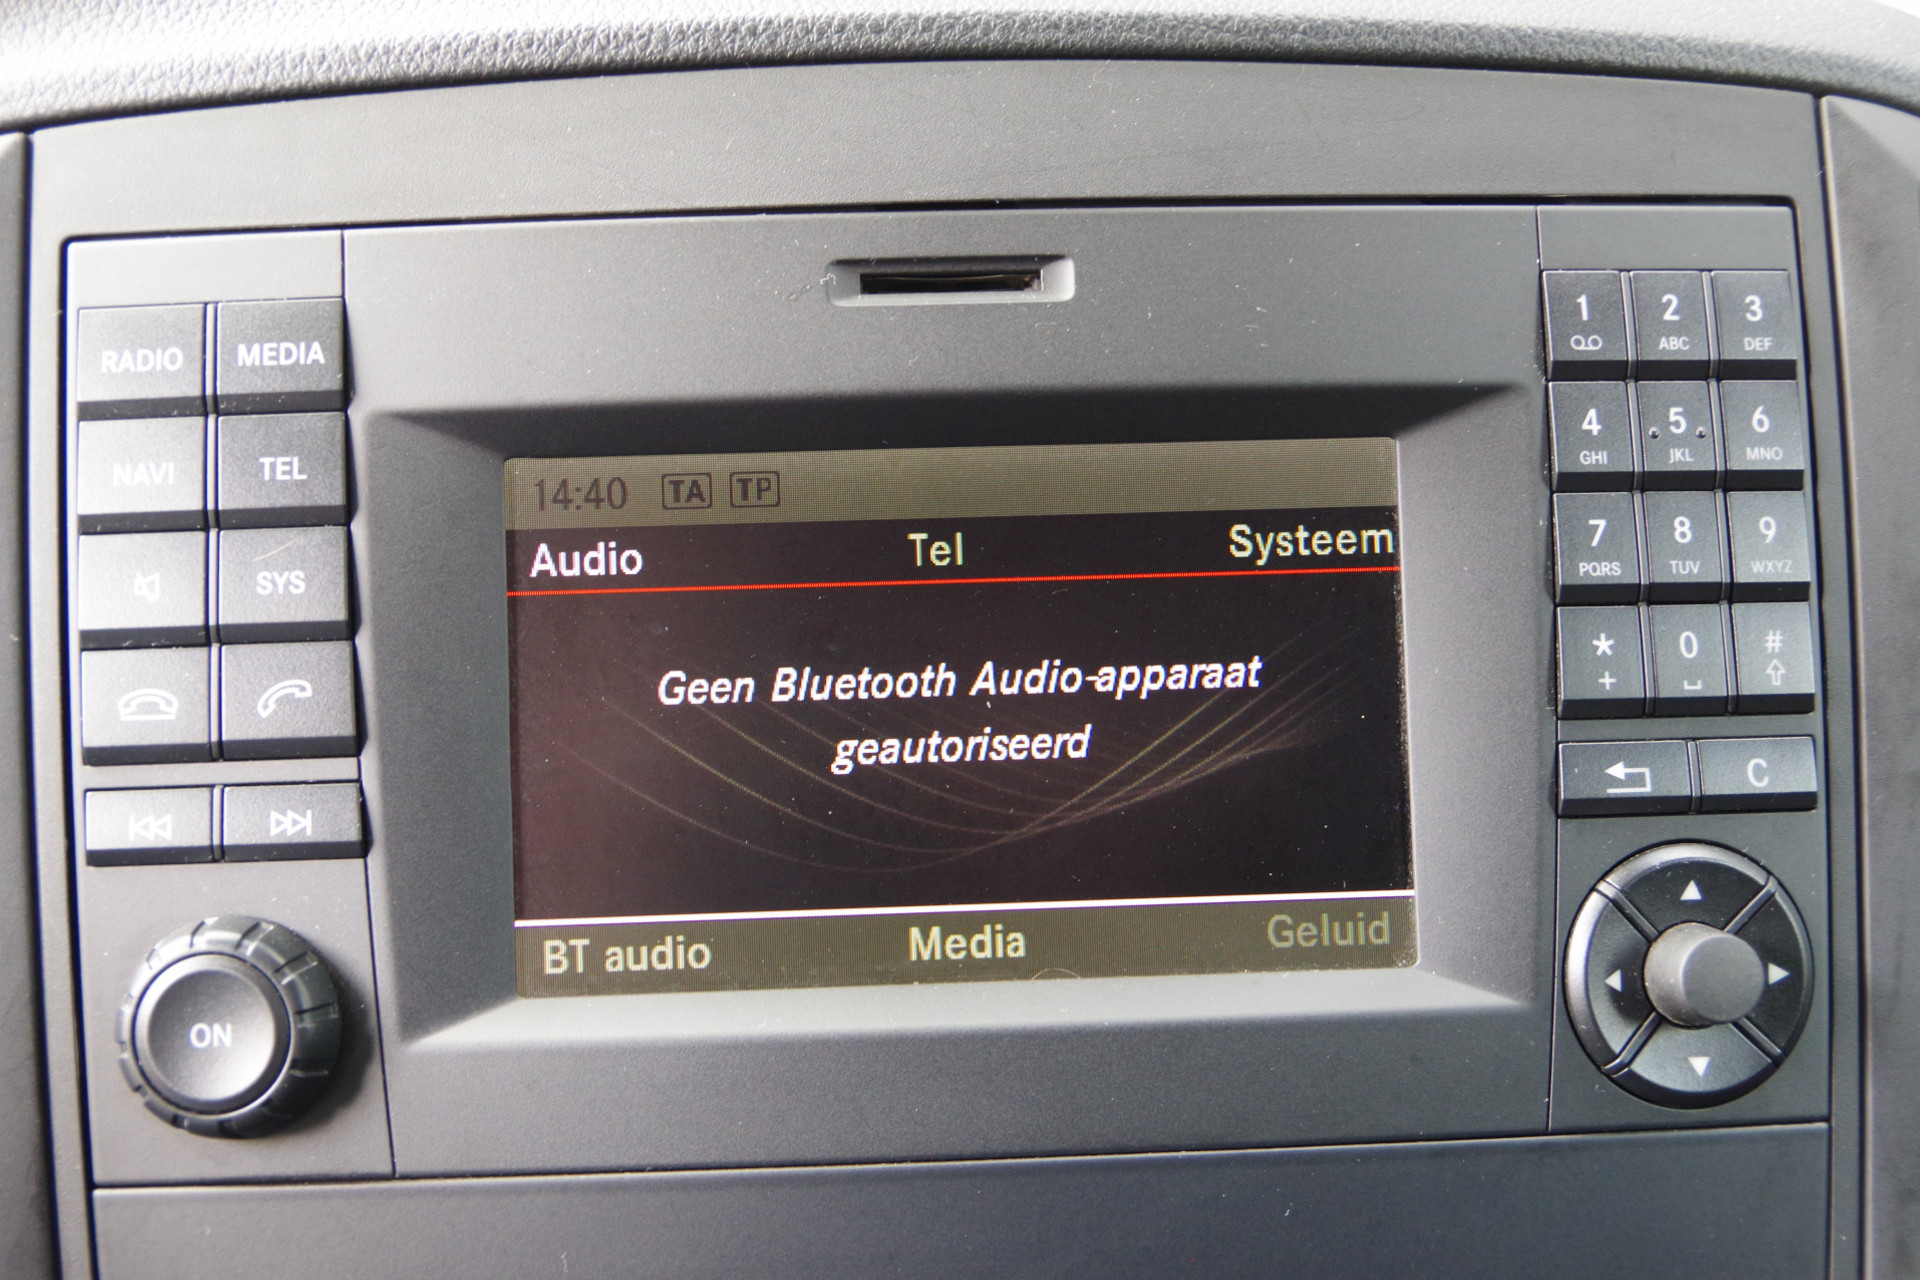 RADIO MEDIA
NAVI TEL
SYS
ON
14:40 TA TP
Audio Tel Systeem
Geen Bluetooth Audio-apparaat
geautoriseerd
BT audio Media Geluid
1 2 3
ABC DEF
4 5 6
GHI JKL MNO
7 8 9
PQRS TUV WXYZ
* 0 #
+
C